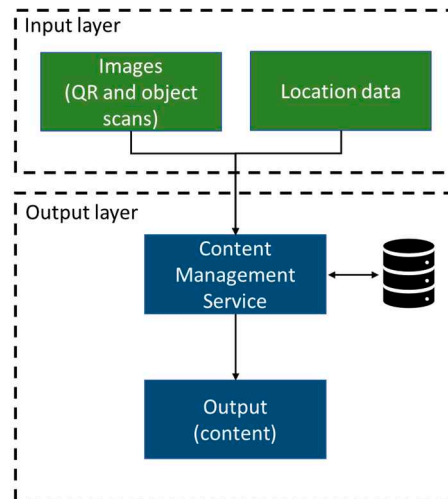 Input layer
Images
(QR and object
scans)
Location data
Output layer
Content
Management
Service
Output
(content)